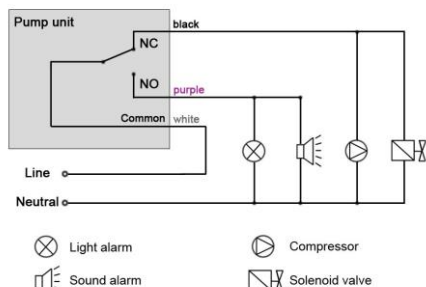 Pump unit
black
NC
NO
purple
Common white
Line
Neutral
Light alarm
Compressor
Sound alarm
Solenoid valve